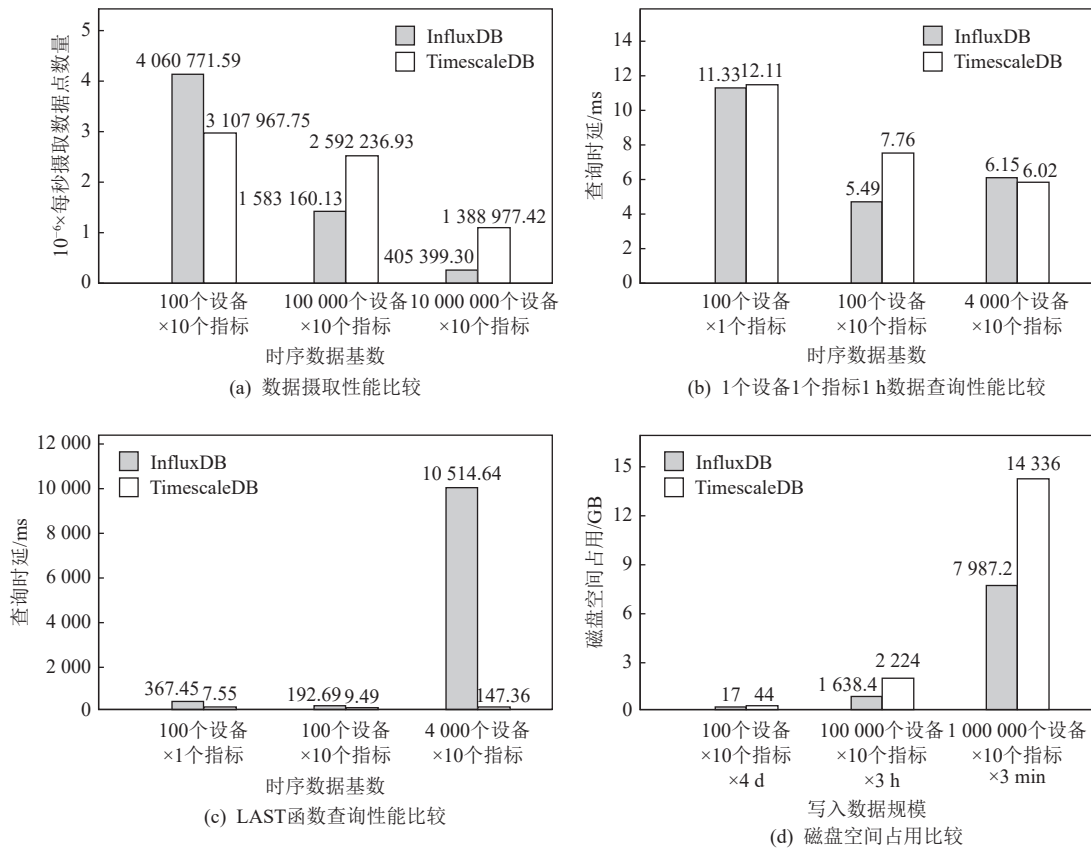 5
4
3
2
1
0
10⁻⁶×每秒摄取数据点数量
InfluxDB
TimescaleDB
4 060 771.59
3 107 967.75
2 592 236.93
1 583 160.13
1 388 977.42
405 399.30
100个设备 100 000个设备 10 000 000个设备
×10个指标 ×10个指标 ×10个指标
时序数据基数
(a) 数据摄取性能比较
14
12
10
8
6
4
2
0
查询时延/ms
InfluxDB
TimescaleDB
11.33 12.11
7.76
5.49
6.15 6.02
100个设备 100个设备 4 000个设备
×1个指标 ×10个指标 ×10个指标
时序数据基数
(b) 1个设备1个指标1 h数据查询性能比较
12 000
10 000
8 000
6 000
4 000
2 000
0
查询时延/ms
InfluxDB
TimescaleDB
10 514.64
367.45 7.55 192.69 9.49 147.36
100个设备 100个设备 4 000个设备
×1个指标 ×10个指标 ×10个指标
时序数据基数
(c) LAST函数查询性能比较
15
12
9
6
3
0
磁盘空间占用/GB
InfluxDB
TimescaleDB
14 336
7 987.2
2 224
1 638.4
17 44
100个设备 100 000个设备 1 000 000个设备
×10个指标 ×10个指标 ×10个指标
×4 d ×3 h ×3 min
写入数据规模
(d) 磁盘空间占用比较